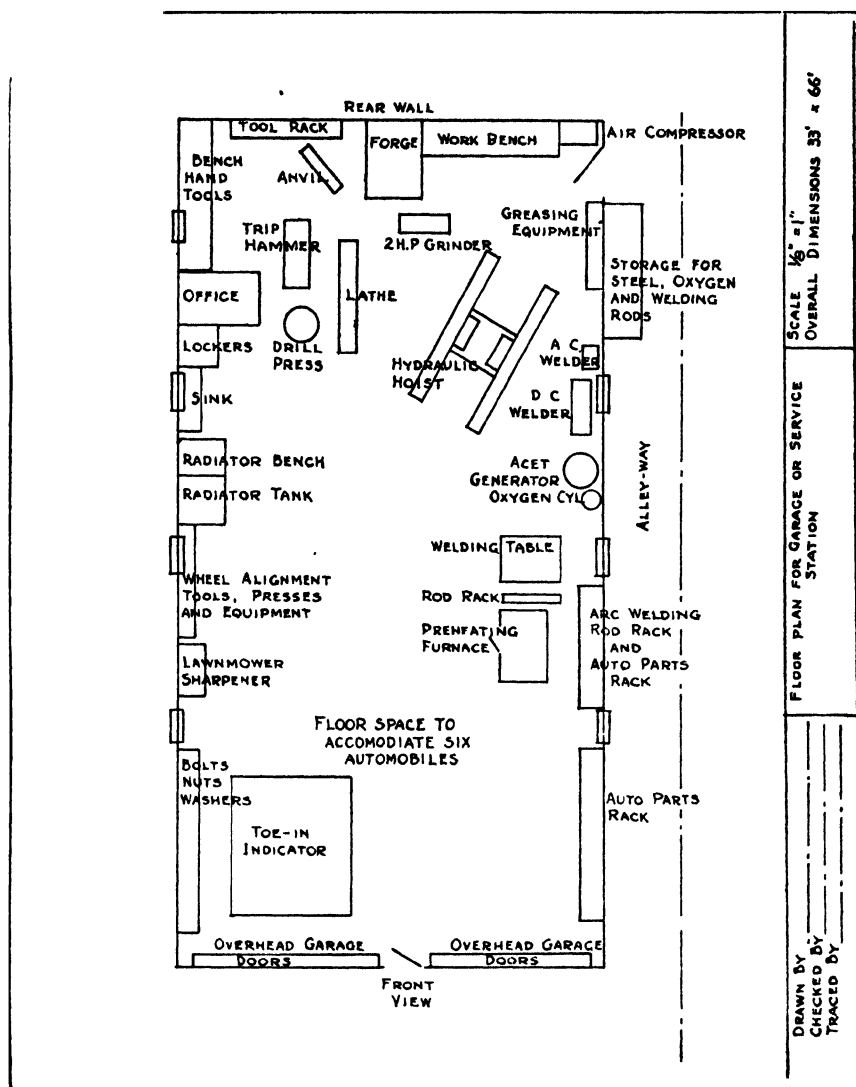 REAR WALL
TOOL RACK
FORGE
WORK BENCH
AIR COMPRESSOR
BENCH
HAND
TOOLS
ANVIL
TRIP
HAMMER
2 H.P GRINDER
GREASING
EQUIPMENT
STORAGE FOR
STEEL, OXYGEN
AND WELDING
RODS
OFFICE
LATHE
LOCKERS
DRILL
PRESS
HYDRAULIC
HOIST
A C
WELDER
SINK
D C
WELDER
RADIATOR BENCH
RADIATOR TANK
ACET
GENERATOR
OXYGEN CYL
ALLEY-WAY
WELDING TABLE
WHEEL ALIGNMENT
TOOLS, PRESSES
AND EQUIPMENT
ROD RACK
PREHEATING
FURNACE
ARC WELDING
ROD RACK
AND
AUTO PARTS
RACK
LAWNMOWER
SHARPENER
FLOOR SPACE TO
ACCOMODIATE SIX
AUTOMOBILES
BOLTS
NUTS
WASHERS
TOE-IN
INDICATOR
AUTO PARTS
RACK
OVERHEAD GARAGE
DOORS
OVERHEAD GARAGE
DOORS
FRONT
VIEW
SCALE 1/8" = 1"
OVERALL DIMENSIONS 33' x 66'
FLOOR PLAN FOR GARAGE OR SERVICE
STATION
DRAWN BY
CHECKED BY
TRACED BY